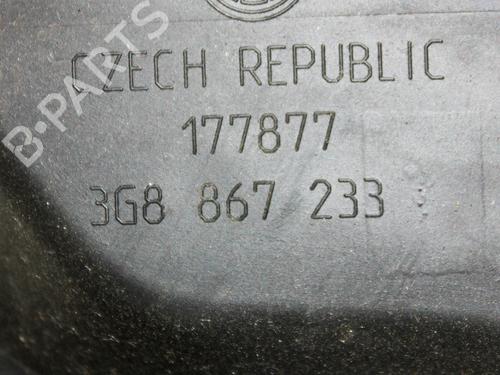 CZECH REPUBLIC
177877
3G8 867 233
B-PARTS